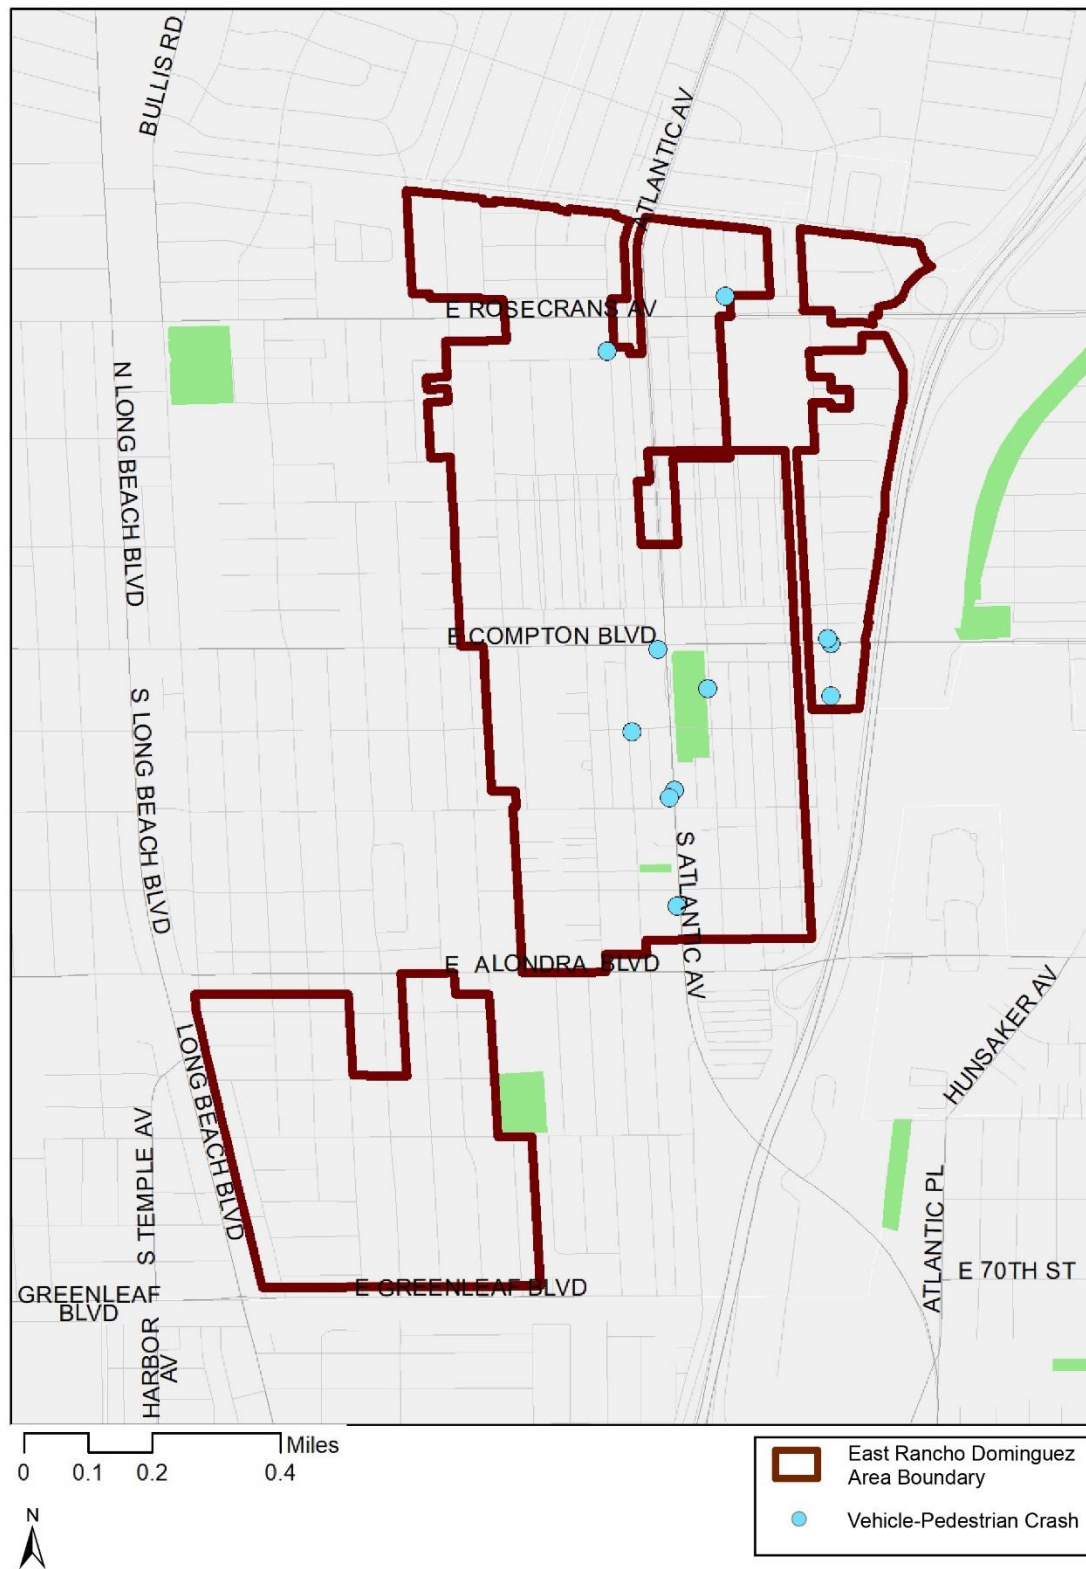 BULLIS RD
ATLANTIC AV
E ROSECRANS AV
N LONG BEACH BLVD
E COMPTON BLVD
S LONG BEACH BLVD
S ATLANTIC AV
E ALONDRA BLVD
HUNSAKER AV
LONG BEACH BLVD
S TEMPLE AV
ATLANTIC PL
E 70TH ST
GREENLEAF
BLVD
E GREENLEAF BLVD
HARBOR
AV
Miles
0 0.1 0.2 0.4
N
East Rancho Dominguez
Area Boundary
Vehicle-Pedestrian Crash